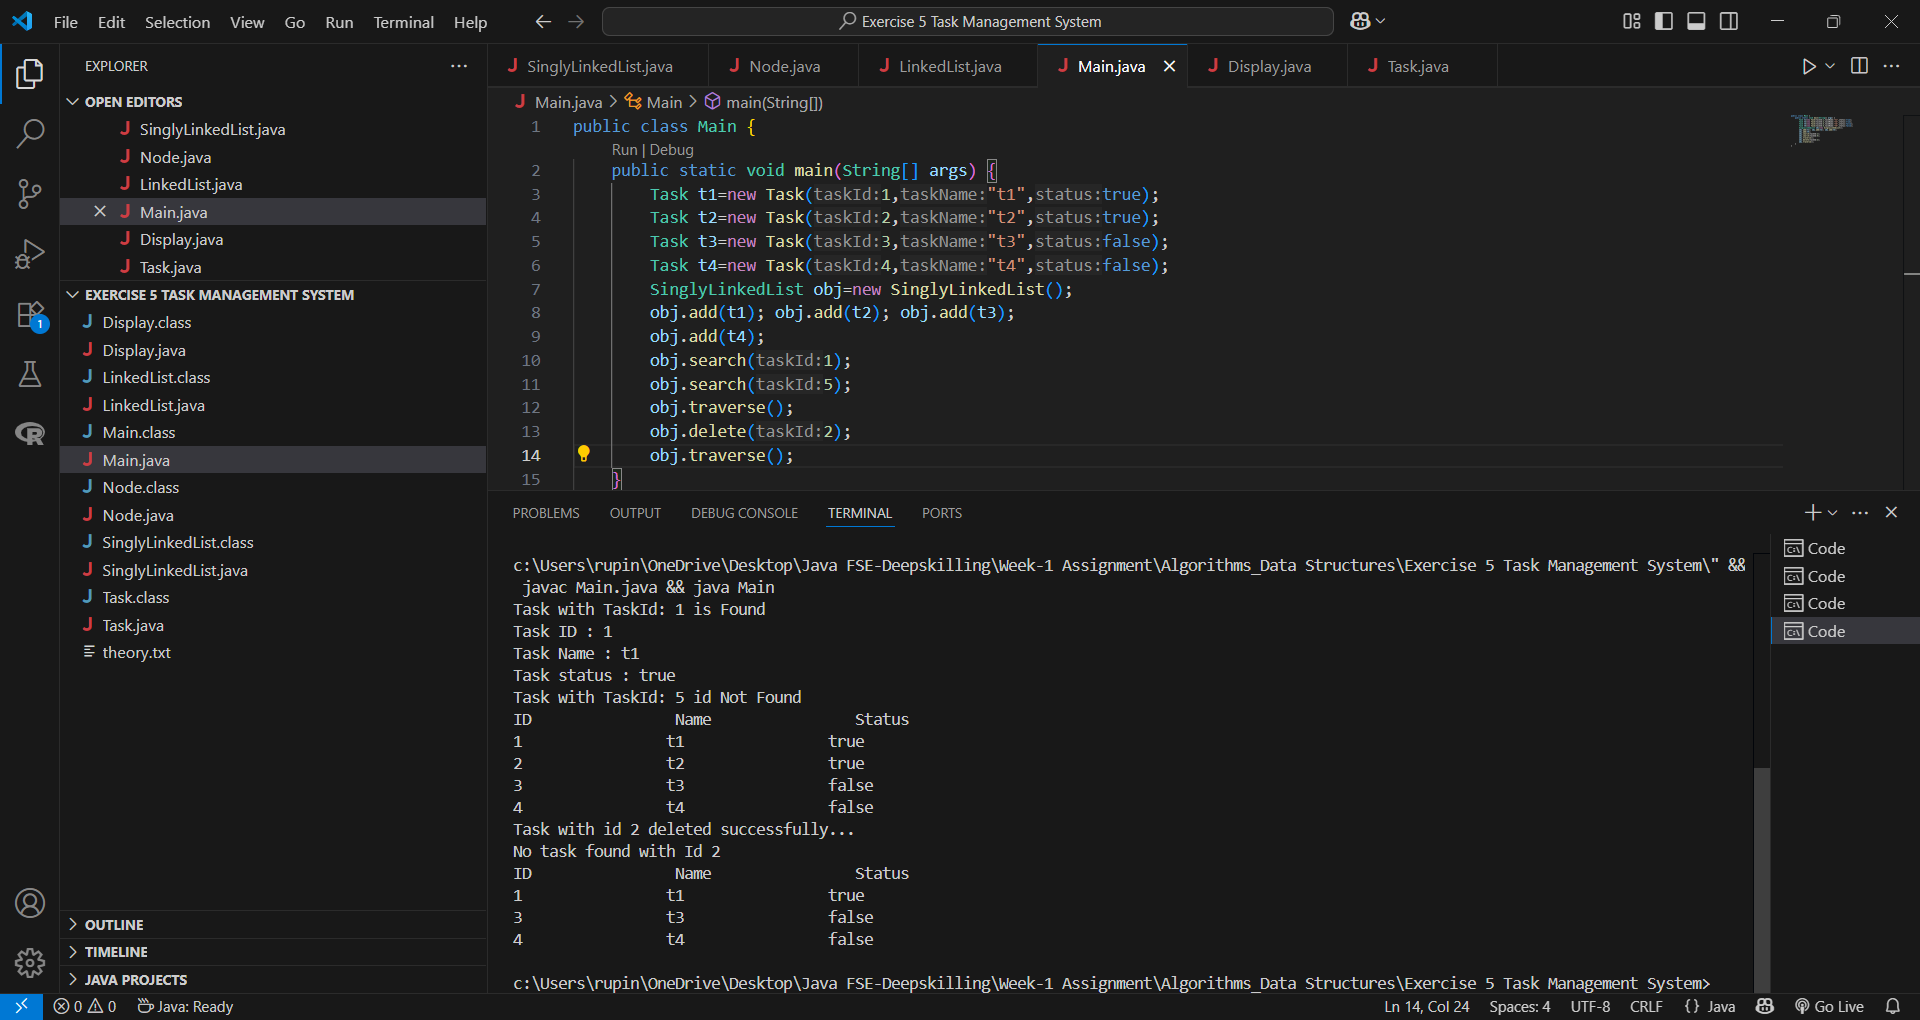 File Edit Selection View Go Run Terminal Help
Exercise 5 Task Management System
EXPLORER
OPEN EDITORS
SinglyLinkedList.java
Node.java
LinkedList.java
Main.java
Display.java
Task.java
EXERCISE 5 TASK MANAGEMENT SYSTEM
Display.class
Display.java
LinkedList.class
LinkedList.java
Main.class
Main.java
Node.class
Node.java
SinglyLinkedList.class
SinglyLinkedList.java
Task.class
Task.java
theory.txt
OUTLINE
TIMELINE
JAVA PROJECTS
1
SinglyLinkedList.java Node.java LinkedList.java Main.java Display.java Task.java
Main.java > Main > main(String[])
1 public class Main {
Run | Debug
2 public static void main(String[] args) {
3 Task t1=new Task(taskId:1,taskName:"t1",status:true);
4 Task t2=new Task(taskId:2,taskName:"t2",status:true);
5 Task t3=new Task(taskId:3,taskName:"t3",status:false);
6 Task t4=new Task(taskId:4,taskName:"t4",status:false);
7 SinglyLinkedList obj=new SinglyLinkedList();
8 obj.add(t1); obj.add(t2); obj.add(t3);
9 obj.add(t4);
10 obj.search(taskId:1);
11 obj.search(taskId:5);
12 obj.traverse();
13 obj.delete(taskId:2);
14 obj.traverse();
15 }
PROBLEMS OUTPUT DEBUG CONSOLE TERMINAL PORTS
c:\Users\rupin\OneDrive\Desktop\Java FSE-Deepskilling\Week-1 Assignment\Algorithms_Data Structures\Exercise 5 Task Management System\" &&
javac Main.java && java Main
Task with TaskId: 1 is Found
Task ID : 1
Task Name : t1
Task status : true
Task with TaskId: 5 id Not Found
ID Name Status
1 t1 true
2 t2 true
3 t3 false
4 t4 false
Task with id 2 deleted successfully...
No task found with Id 2
ID Name Status
1 t1 true
3 t3 false
4 t4 false
c:\Users\rupin\OneDrive\Desktop\Java FSE-Deepskilling\Week-1 Assignment\Algorithms_Data Structures\Exercise 5 Task Management System>
Code
Code
Code
Code
0 0 Java: Ready
Ln 14, Col 24 Spaces: 4 UTF-8 CRLF {} Java Go Live